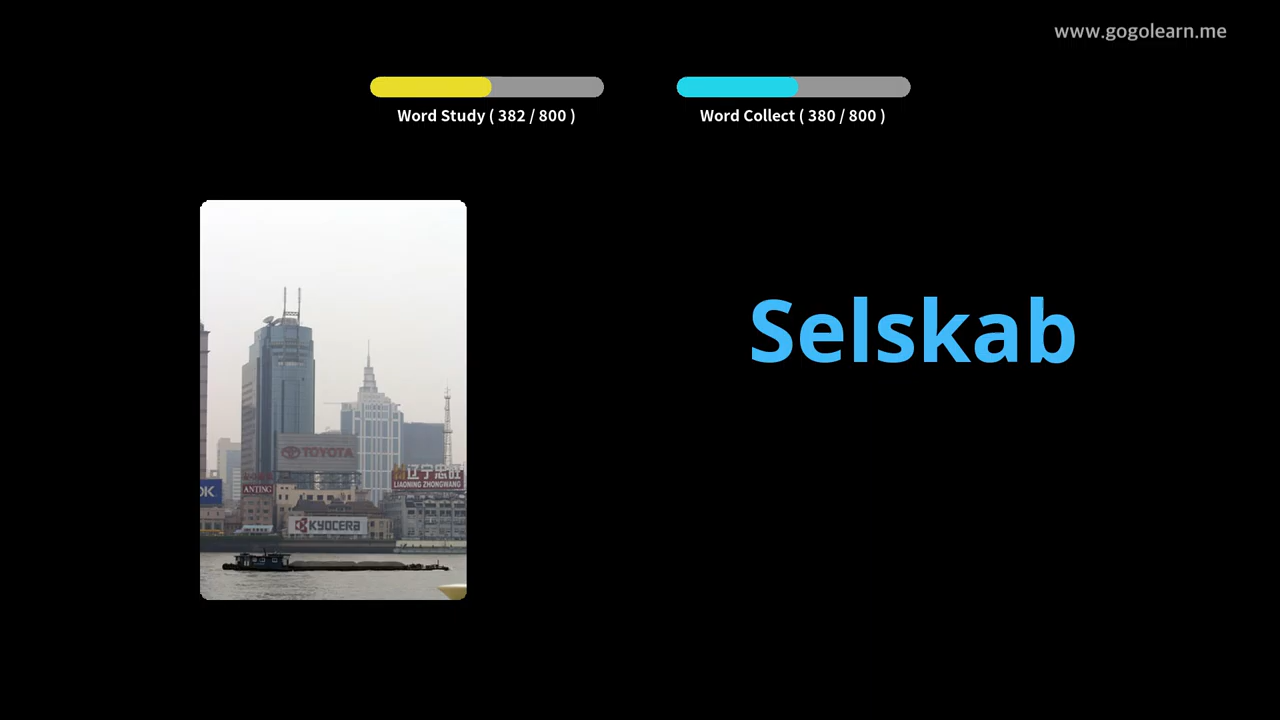 www.gogolearn.me
Word Study ( 382 / 800 )
Word Collect ( 380 / 800 )
Selskab
TOYOTA
辽宁忠旺
LIAONING ZHONGWANG
OK
ANTING
KYOCERA